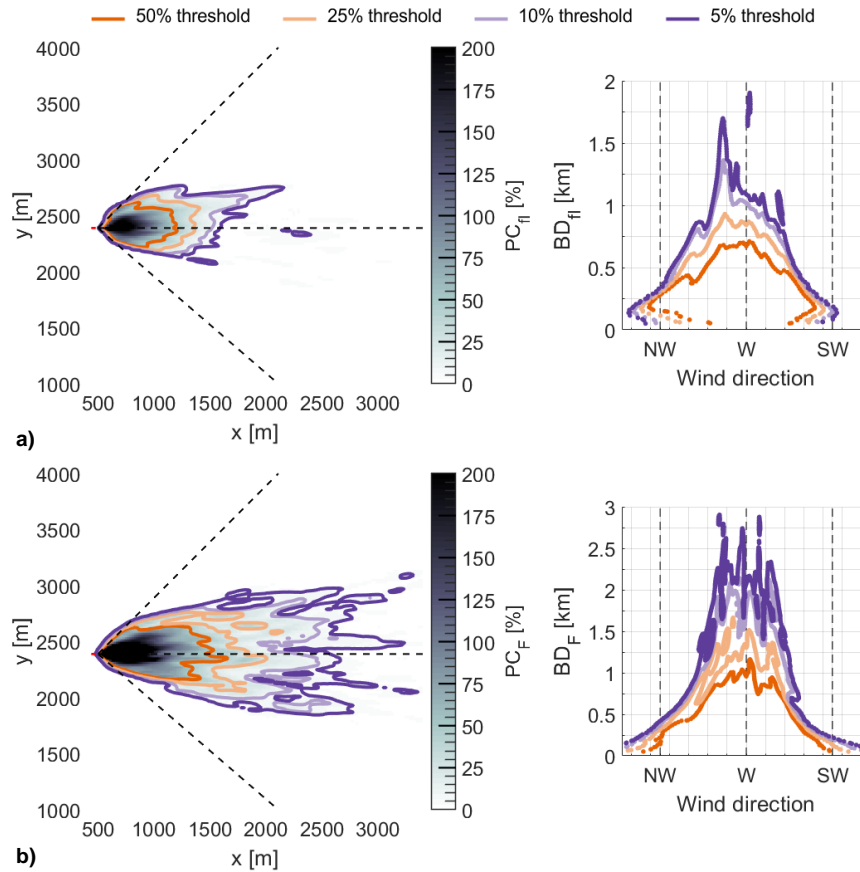 50% threshold 25% threshold 10% threshold 5% threshold
4000
3500
3000
2500
2000
1500
1000
y [m]
500 1000 1500 2000 2500 3000
x [m]
200
175
150
125
100
75
50
25
0
PC_fl [%]
2
1.5
1
0.5
0
BD_fl [km]
NW W SW
Wind direction
a)
4000
3500
3000
2500
2000
1500
1000
y [m]
500 1000 1500 2000 2500 3000
x [m]
200
175
150
125
100
75
50
25
0
PC_F [%]
3
2.5
2
1.5
1
0.5
0
BD_F [km]
NW W SW
Wind direction
b)